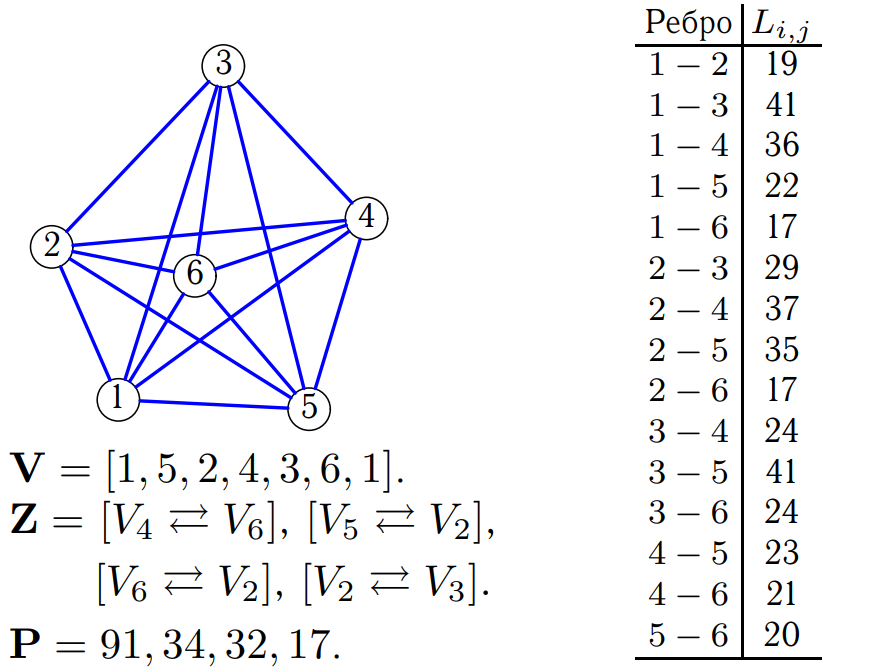 3
4
2
6
1
5
V = [1, 5, 2, 4, 3, 6, 1].
Z = [V₄ ⇄ V₆], [V₅ ⇄ V₂],
[V₆ ⇄ V₂], [V₂ ⇄ V₃].
P = 91, 34, 32, 17.
Ребро L_{i,j}
1 − 2 19
1 − 3 41
1 − 4 36
1 − 5 22
1 − 6 17
2 − 3 29
2 − 4 37
2 − 5 35
2 − 6 17
3 − 4 24
3 − 5 41
3 − 6 24
4 − 5 23
4 − 6 21
5 − 6 20